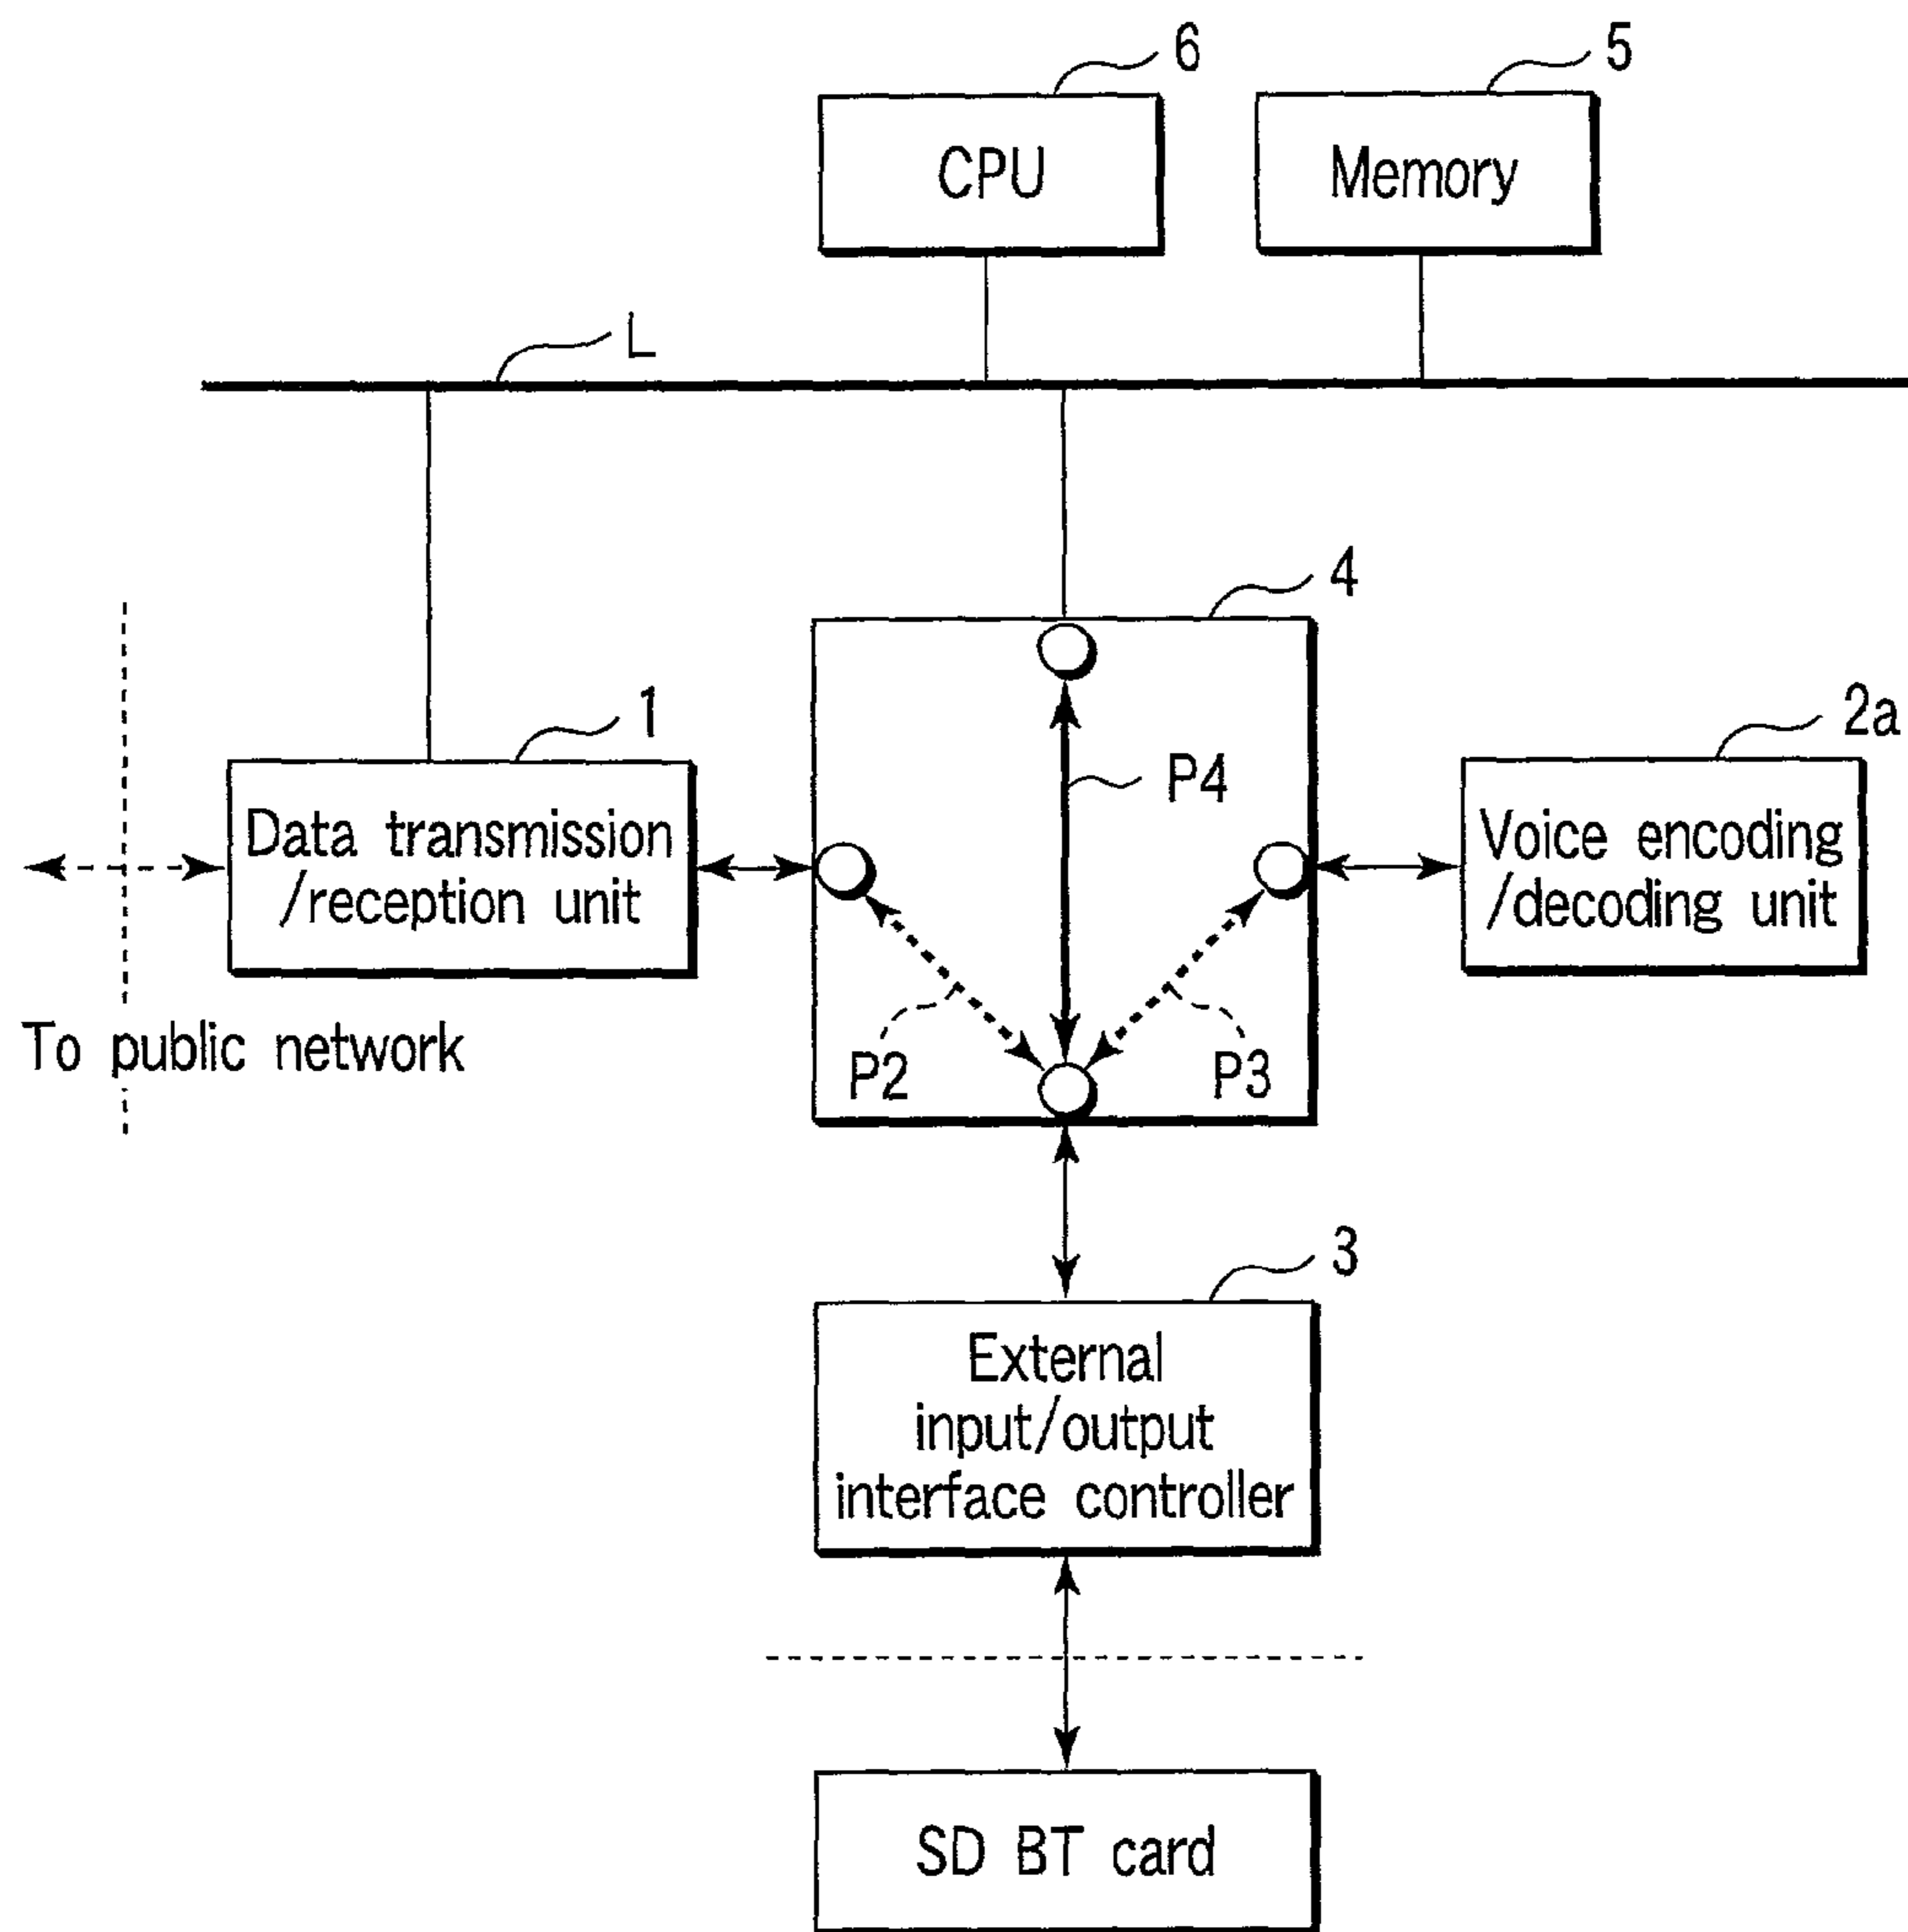 6
5
CPU
Memory
L
4
1
2a
P4
Data transmission
/reception unit
Voice encoding
/decoding unit
To public network
P2
P3
3
External
input/output
interface controller
SD BT card